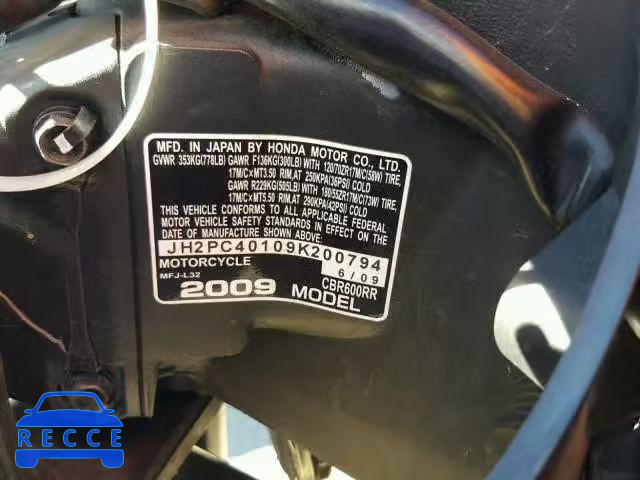 MFD. IN JAPAN BY HONDA MOTOR CO., LTD.
GVWR 353KG(778LB) GAWR F136KG(300LB) WITH 120/70ZR17M/C(58W) TIRE,
17M/C×MT3.50 RIM,AT 250KPA(36PSI) COLD
GAWR R229KG(505LB) WITH 180/55ZR17M/C(73W) TIRE,
17M/C×MT5.50 RIM,AT 290KPA(42PSI) COLD
THIS VEHICLE CONFORMS TO ALL APPLICABLE FEDERAL
MOTOR VEHICLE SAFETY STANDARDS IN EFFECT ON THE
DATE OF MANUFACTURE SHOWN ABOVE.
JH2PC40109K200794
MOTORCYCLE 6/09
MFJ-L32 CBR600RR
2009 MODEL
RECORD